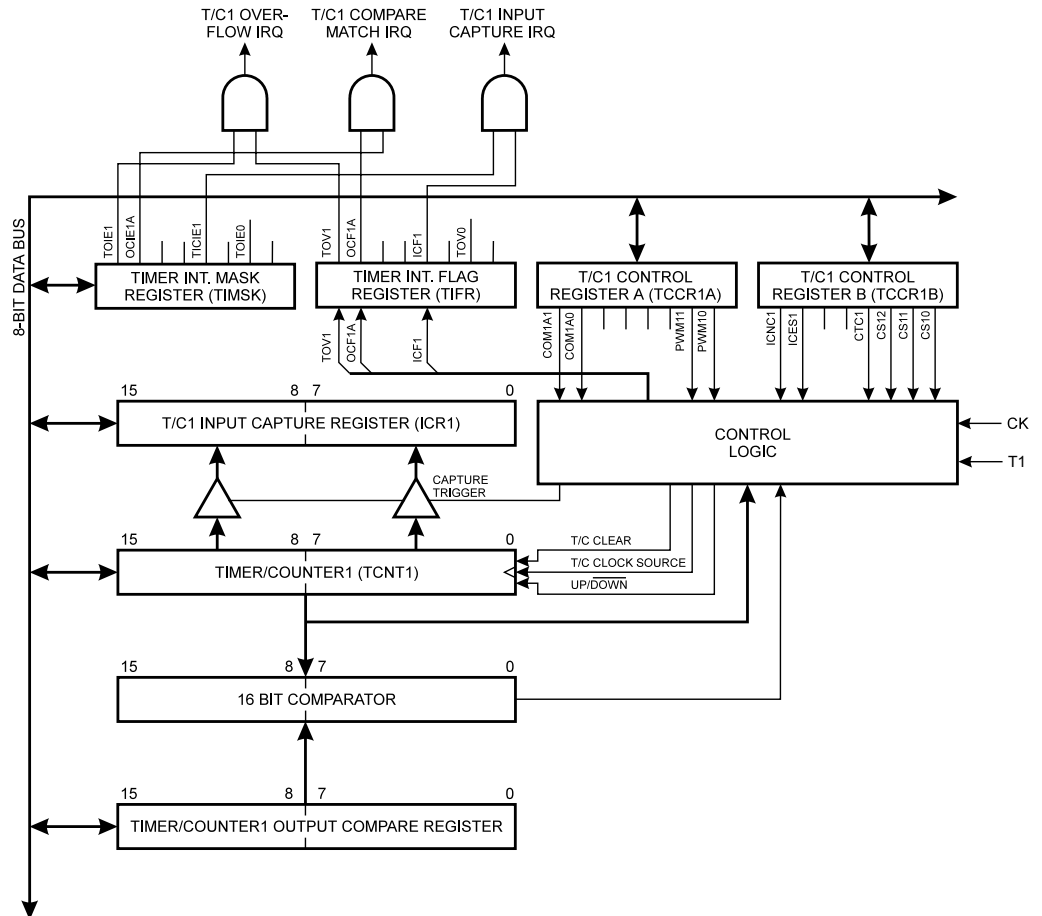 T/C1 OVER-
FLOW IRQ
T/C1 COMPARE
MATCH IRQ
T/C1 INPUT
CAPTURE IRQ
8-BIT DATA BUS
TOIE1
OCIE1A
TICIE1
TOIE0
TOV1
OCF1A
ICF1
TOV0
TIMER INT. MASK
REGISTER (TIMSK)
TIMER INT. FLAG
REGISTER (TIFR)
T/C1 CONTROL
REGISTER A (TCCR1A)
T/C1 CONTROL
REGISTER B (TCCR1B)
TOV1
OCF1A
ICF1
COM1A1
COM1A0
PWM11
PWM10
ICNC1
ICES1
CTC1
CS12
CS11
CS10
15 8 7 0
T/C1 INPUT CAPTURE REGISTER (ICR1)
CONTROL
LOGIC
CK
T1
CAPTURE
TRIGGER
15 8 7 0
TIMER/COUNTER1 (TCNT1)
T/C CLEAR
T/C CLOCK SOURCE
UP/DOWN
15 8 7 0
16 BIT COMPARATOR
15 8 7 0
TIMER/COUNTER1 OUTPUT COMPARE REGISTER